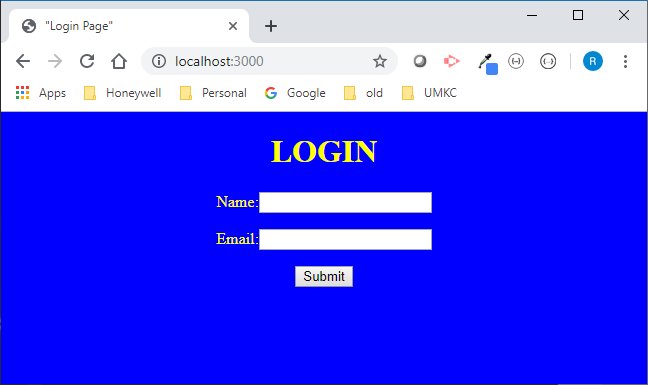 "Login Page"
localhost:3000
Apps Honeywell Personal Google old UMKC
LOGIN
Name:
Email:
Submit